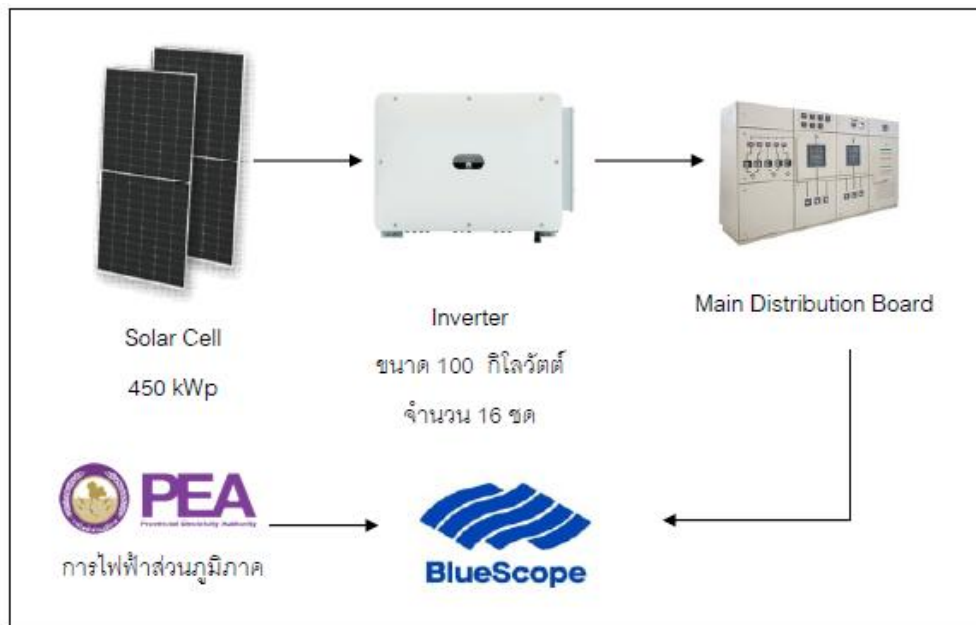 Solar Cell
450 kWp
Inverter
ขนาด 100 กิโลวัตต์
จำนวน 16 ชุด
Main Distribution Board
PEA
Provincial Electricity Authority
การไฟฟ้าส่วนภูมิภาค
BlueScope